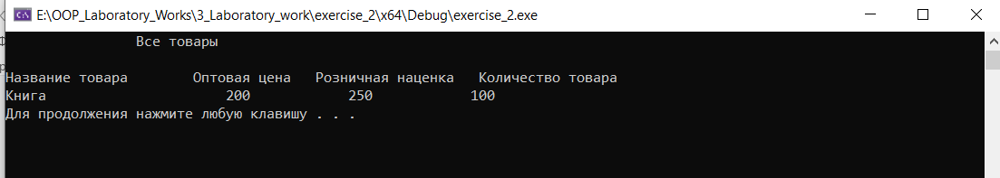 E:\OOP_Laboratory_Works\3_Laboratory_work\exercise_2\x64\Debug\exercise_2.exe
Все товары
Название товара Оптовая цена Розничная наценка Количество товара
Книга 200 250 100
Для продолжения нажмите любую клавишу . . .